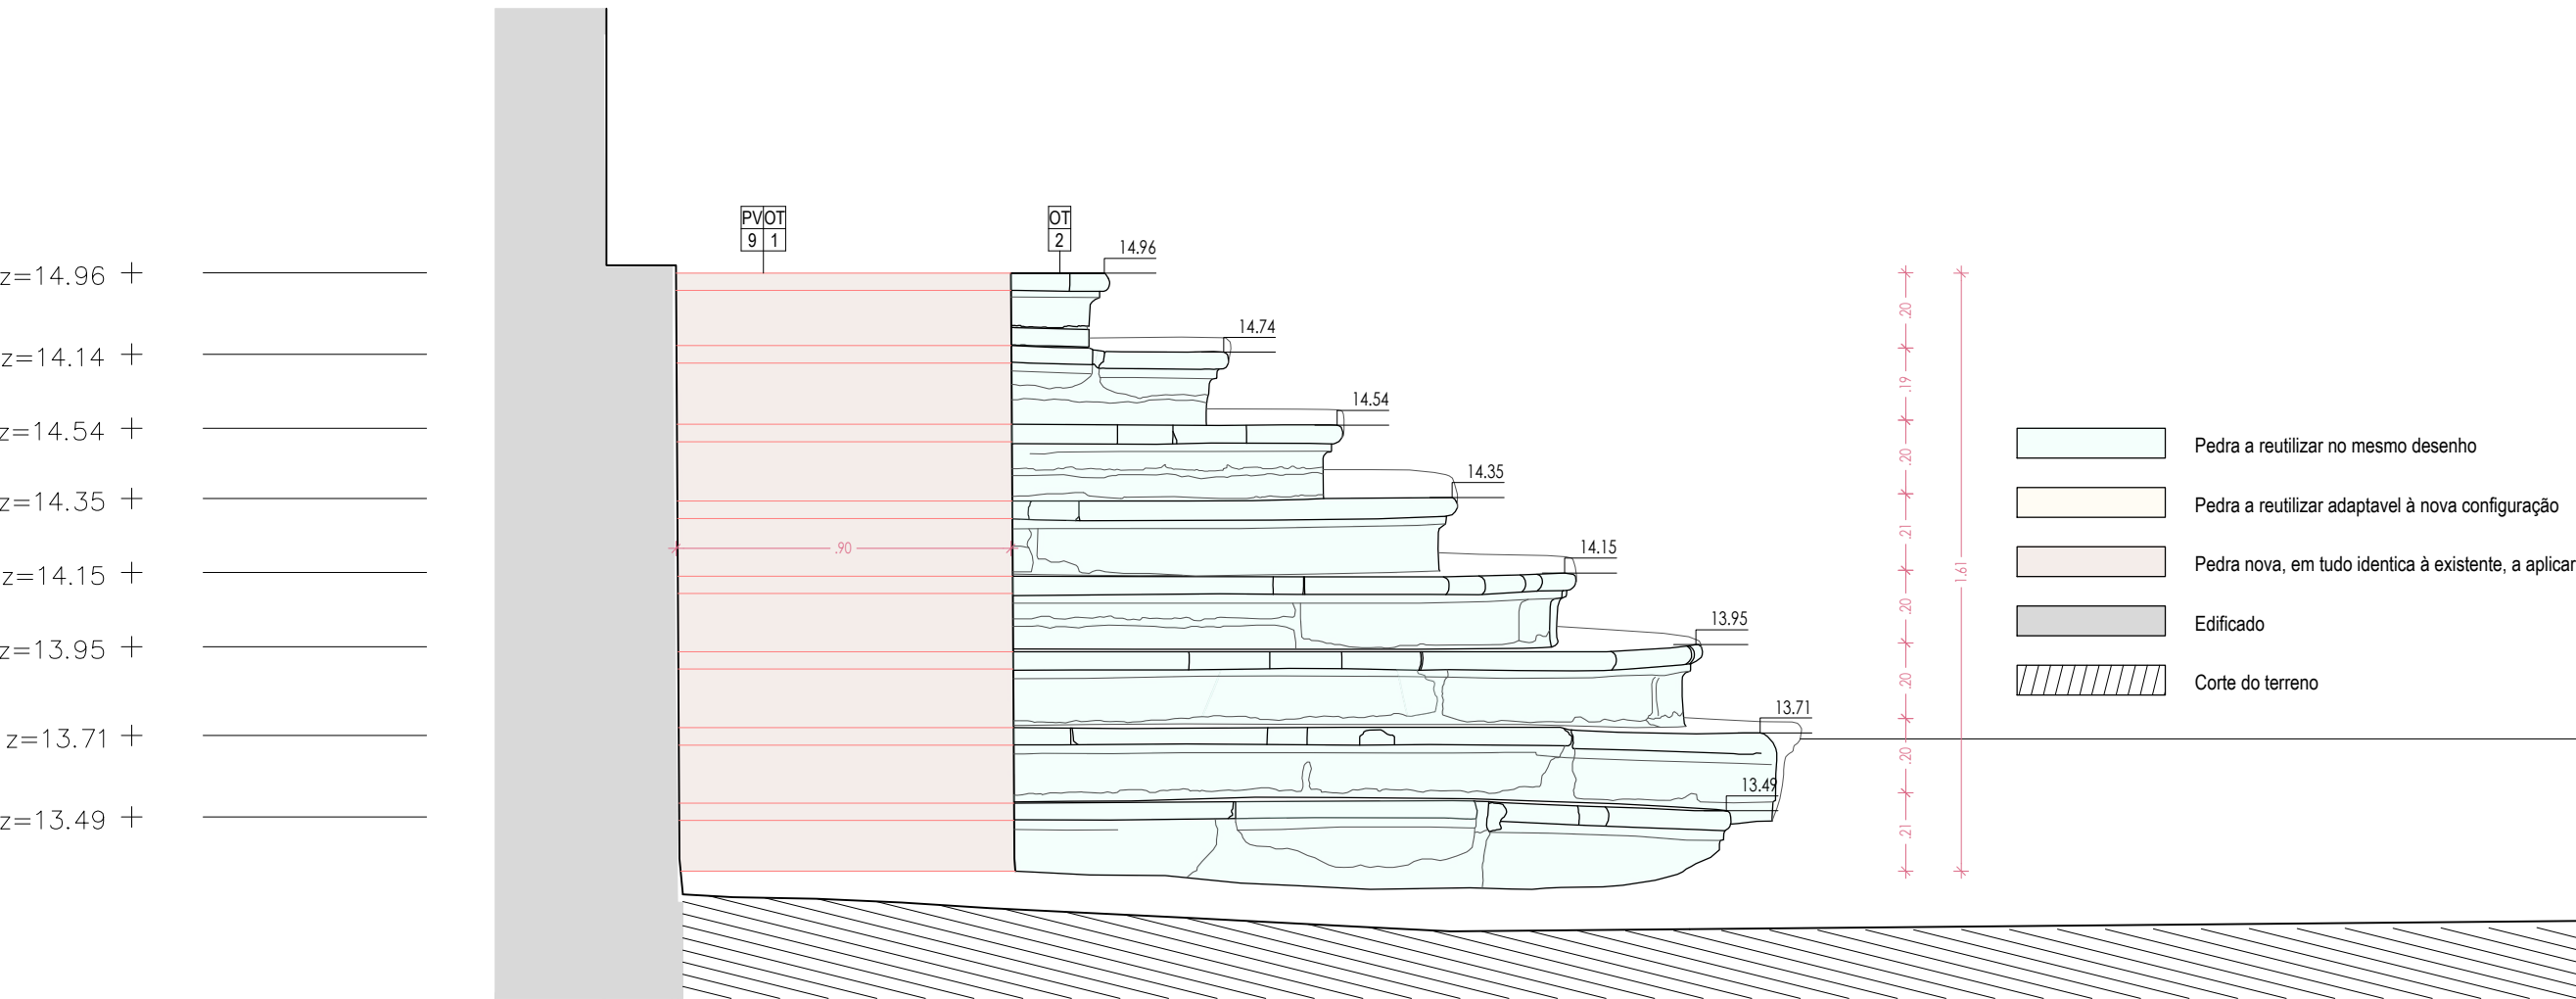 PV OT
9 1
OT
2
14.96
z=14.96
14.74
.20
z=14.14
.19
14.54
z=14.54
.20
Pedra a reutilizar no mesmo desenho
14.35
z=14.35
Pedra a reutilizar adaptavel à nova configuração
.21
.90
14.15
z=14.15
1.61
Pedra nova, em tudo identica à existente, a aplicar
.20
13.95
z=13.95
Edificado
.20
Corte do terreno
13.71
z=13.71
.20
13.49
z=13.49
.21